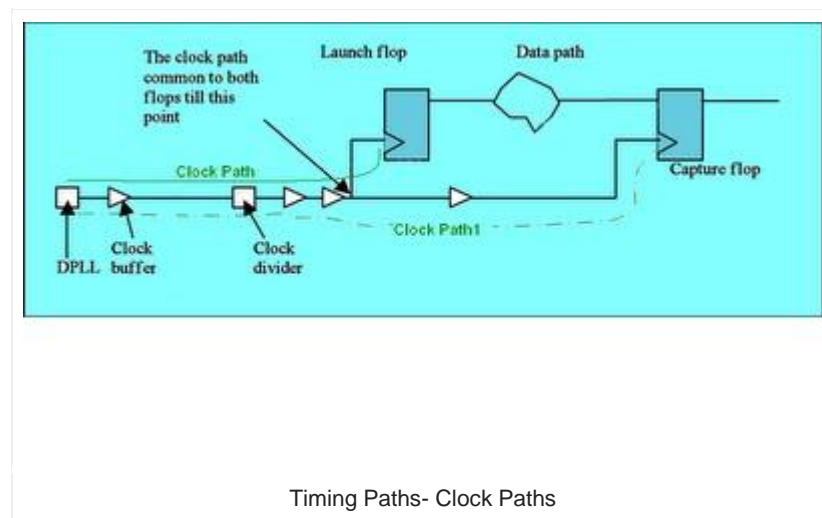 The clock path
common to both
flops till this
point
Launch flop
Data path
Clock Path
Capture flop
Clock Path1
DPLL
Clock
buffer
Clock
divider
Timing Paths- Clock Paths